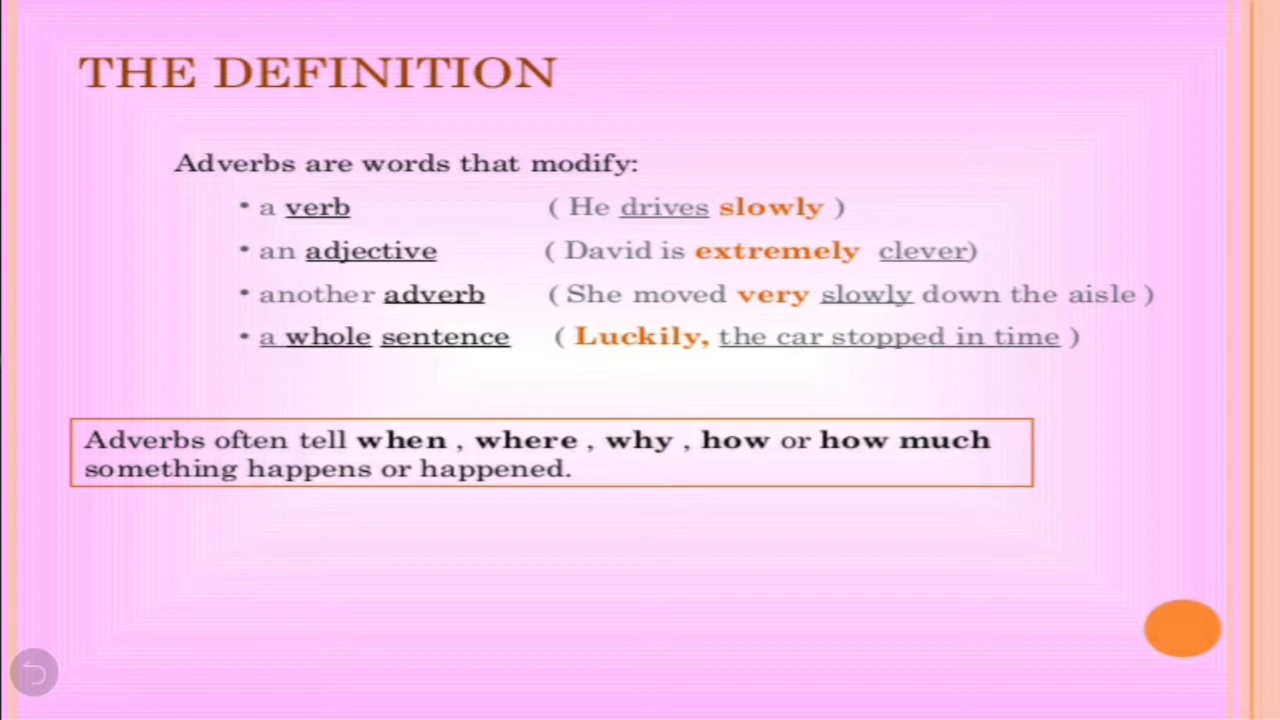 THE DEFINITION
Adverbs are words that modify:
• a verb ( He drives slowly )
• an adjective ( David is extremely clever)
• another adverb ( She moved very slowly down the aisle )
• a whole sentence ( Luckily, the car stopped in time )
Adverbs often tell when , where , why , how or how much
something happens or happened.